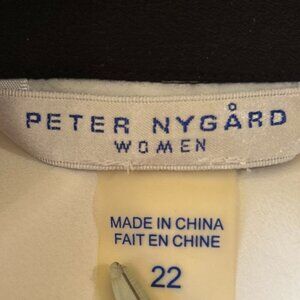 PETER NYGÅRD
WOMEN
MADE IN CHINA
FAIT EN CHINE
22